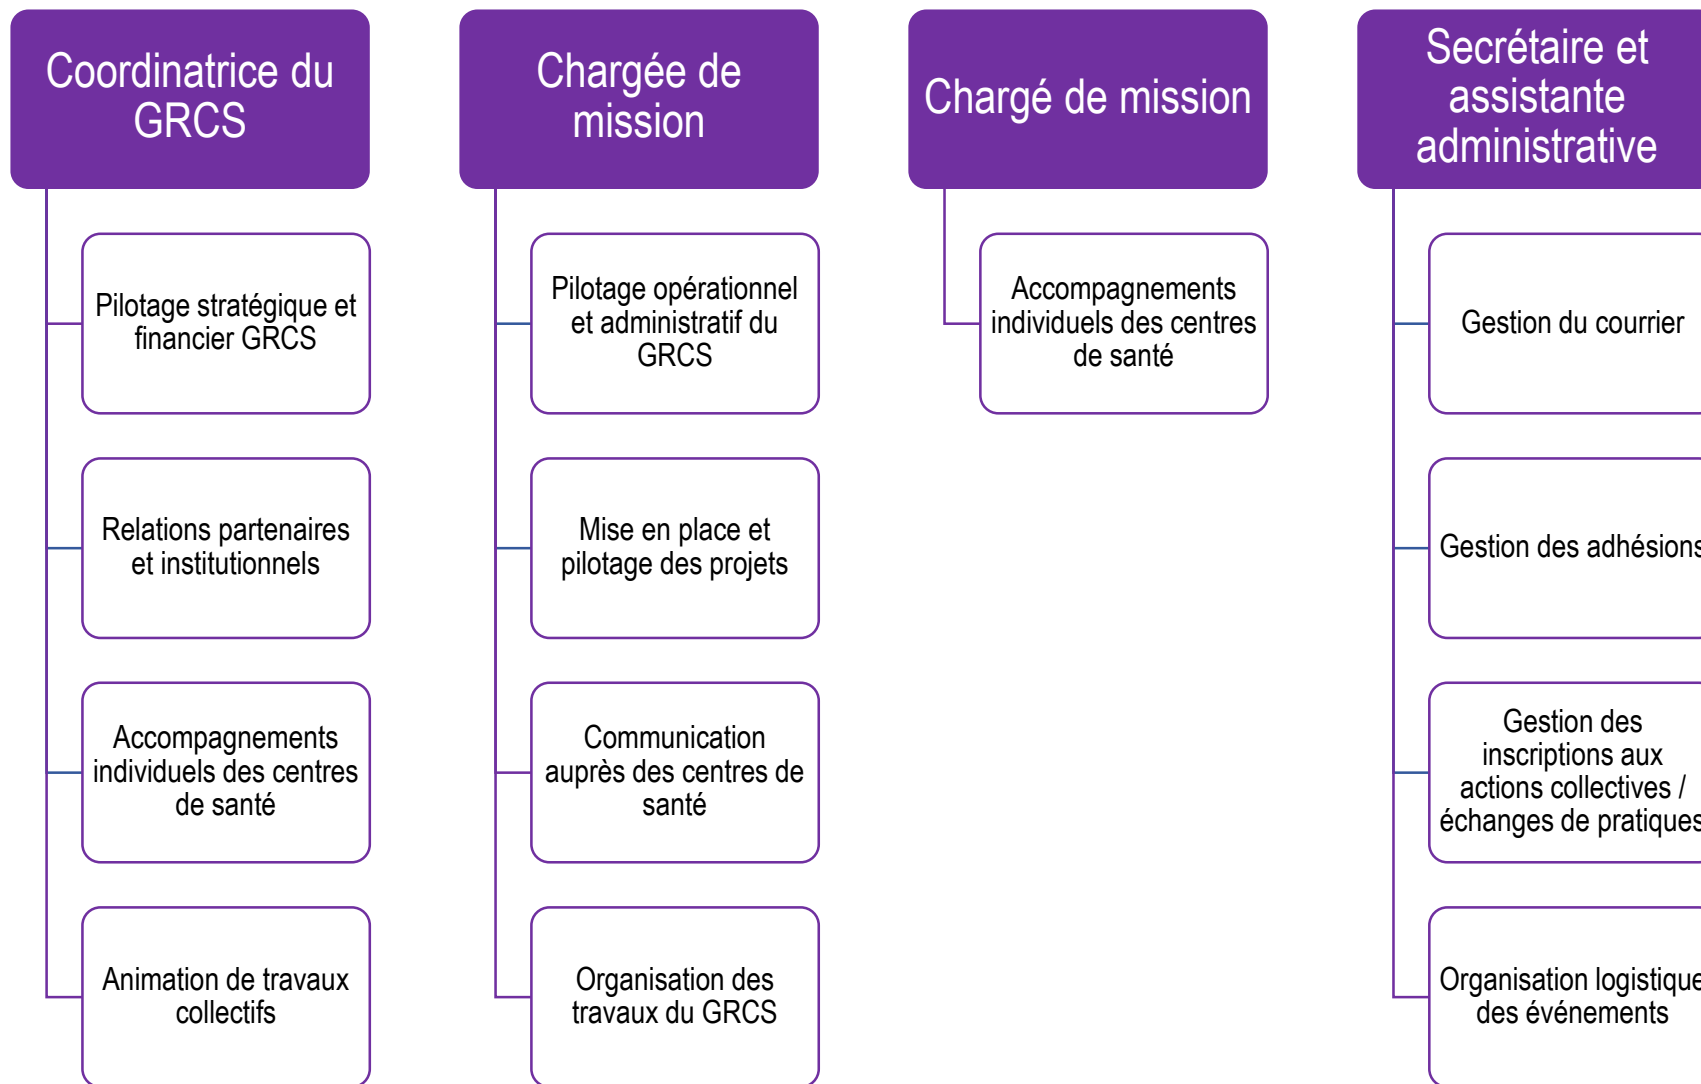 Coordinatrice du
GRCS
Pilotage stratégique et
financier GRCS
Relations partenaires
et institutionnels
Accompagnements
individuels des centres
de santé
Animation de travaux
collectifs
Chargée de
mission
Pilotage opérationnel
et administratif du
GRCS
Mise en place et
pilotage des projets
Communication
auprès des centres de
santé
Organisation des
travaux du GRCS
Chargé de mission
Accompagnements
individuels des centres
de santé
Secrétaire et
assistante
administrative
Gestion du courrier
Gestion des adhésions
Gestion des
inscriptions aux
actions collectives /
échanges de pratiques
Organisation logistique
des événements